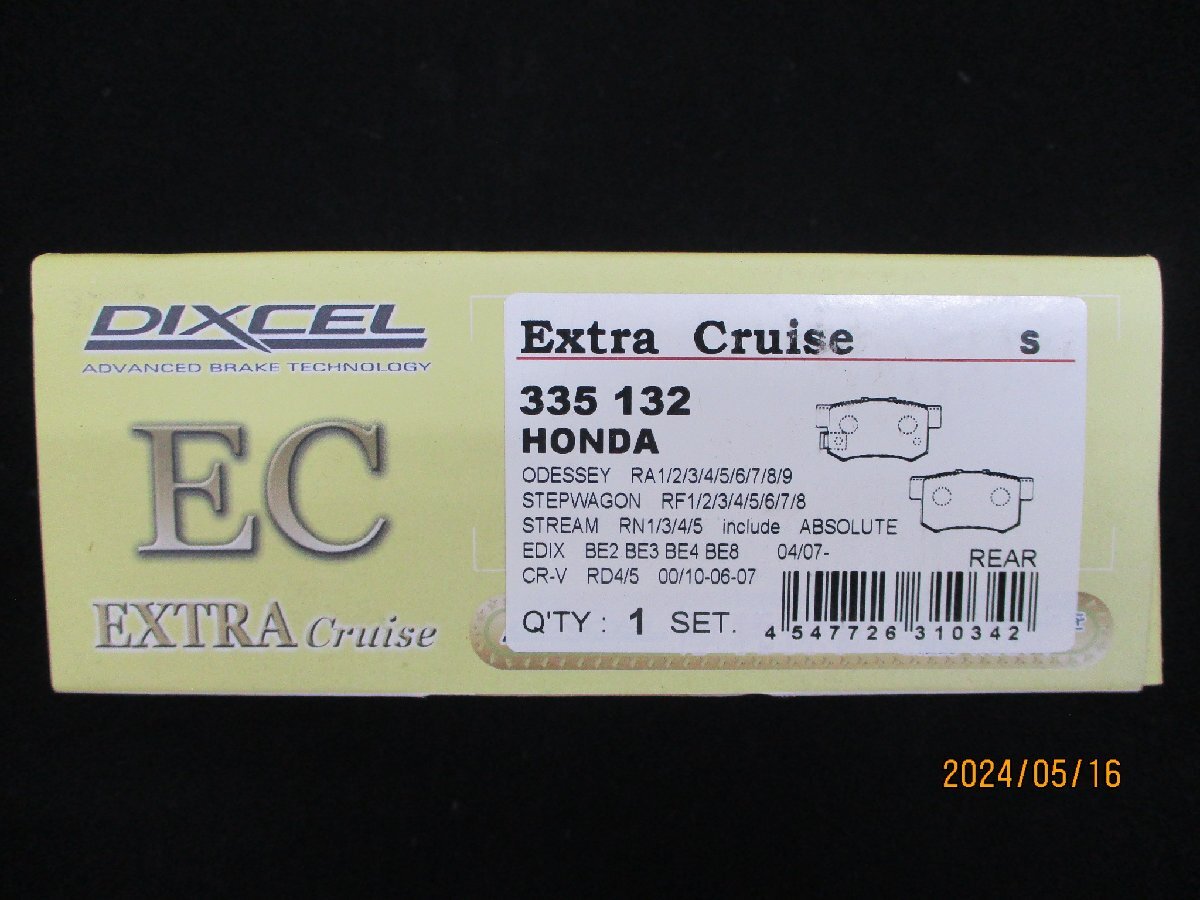 DIXCEL
ADVANCED BRAKE TECHNOLOGY
EC
EXTRA Cruise
Extra Cruise s
335 132
HONDA
ODESSEY RA1/2/3/4/5/6/7/8/9
STEPWAGON RF1/2/3/4/5/6/7/8
STREAM RN1/3/4/5 include ABSOLUTE
EDIX BE2 BE3 BE4 BE8 04/07-
CR-V RD4/5 00/10-06-07
REAR
Q'TY : 1 SET.
4 547726 310342
2024/05/16